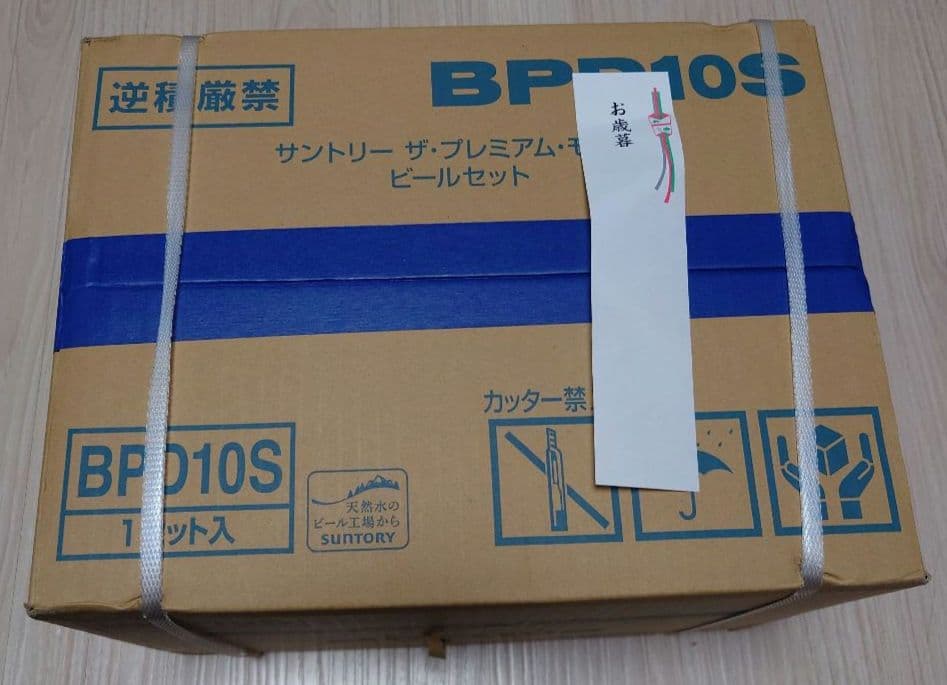 逆積厳禁
BPD10S
お歳暮
サントリー ザ・プレミアム・モ
ビールセット
カッター禁
BPD10S
1セット入
天然水の
ビール工場から
SUNTORY